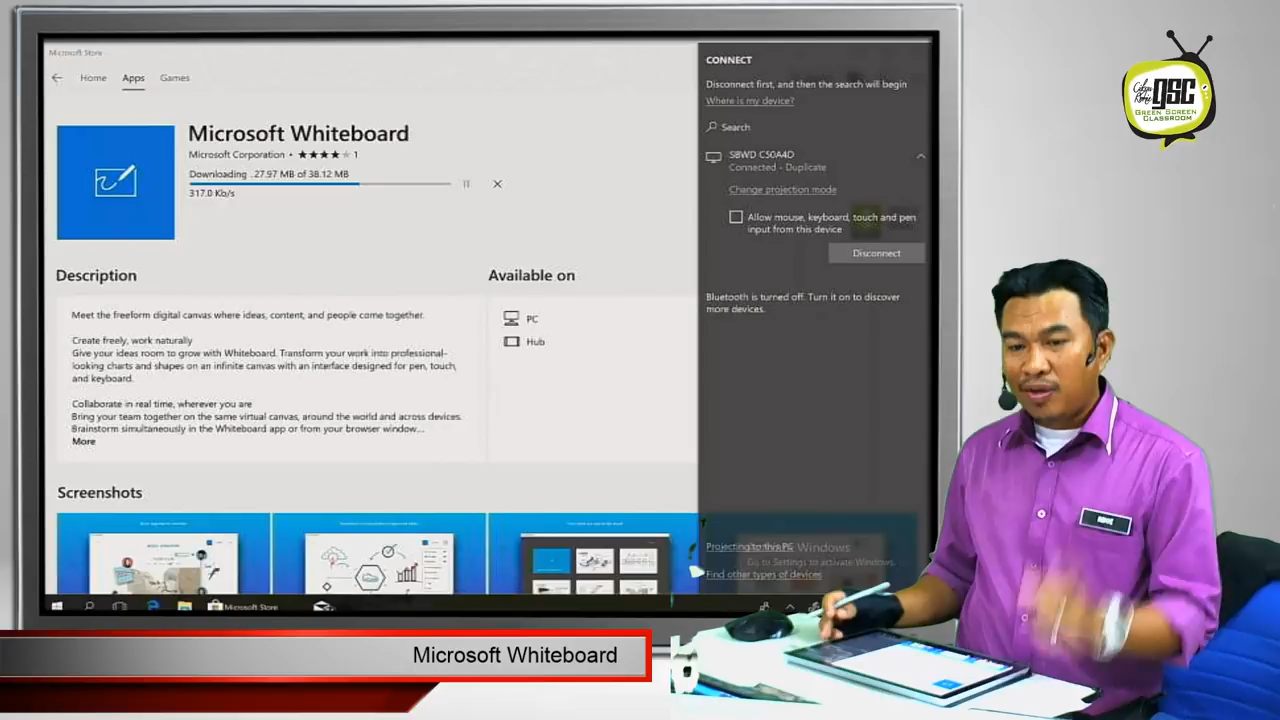 Microsoft Store
Home Apps Games
Microsoft Whiteboard
Microsoft Corporation • ★★★★★ 1
Downloading ..27.97 MB of 38.12 MB
317.0 Kb/s
Description
Meet the freeform digital canvas where ideas, content, and people come together.
Create freely, work naturally
Give your ideas room to grow with Whiteboard. Transform your work into professional-
looking charts and shapes on an infinite canvas with an interface designed for pen, touch,
and keyboard.
Collaborate in real time, wherever you are
Bring your team together on the same virtual canvas, around the world and across devices.
Brainstorm simultaneously in the Whiteboard app or from your browser window...
More
Available on
PC
Hub
Screenshots
CONNECT
Disconnect first, and then the search will begin
Where is my device?
Search
SBWD C50A4D
Connected - Duplicate
Change projection mode
Allow mouse, keyboard, touch and pen
input from this device
Disconnect
Bluetooth is turned off. Turn it on to discover
more devices.
Projecting to this PC
Windows
Go to Settings to activate Windows.
Find other types of devices
Microsoft Store
gsc
GREEN SCREEN
CLASSROOM
Microsoft Whiteboard